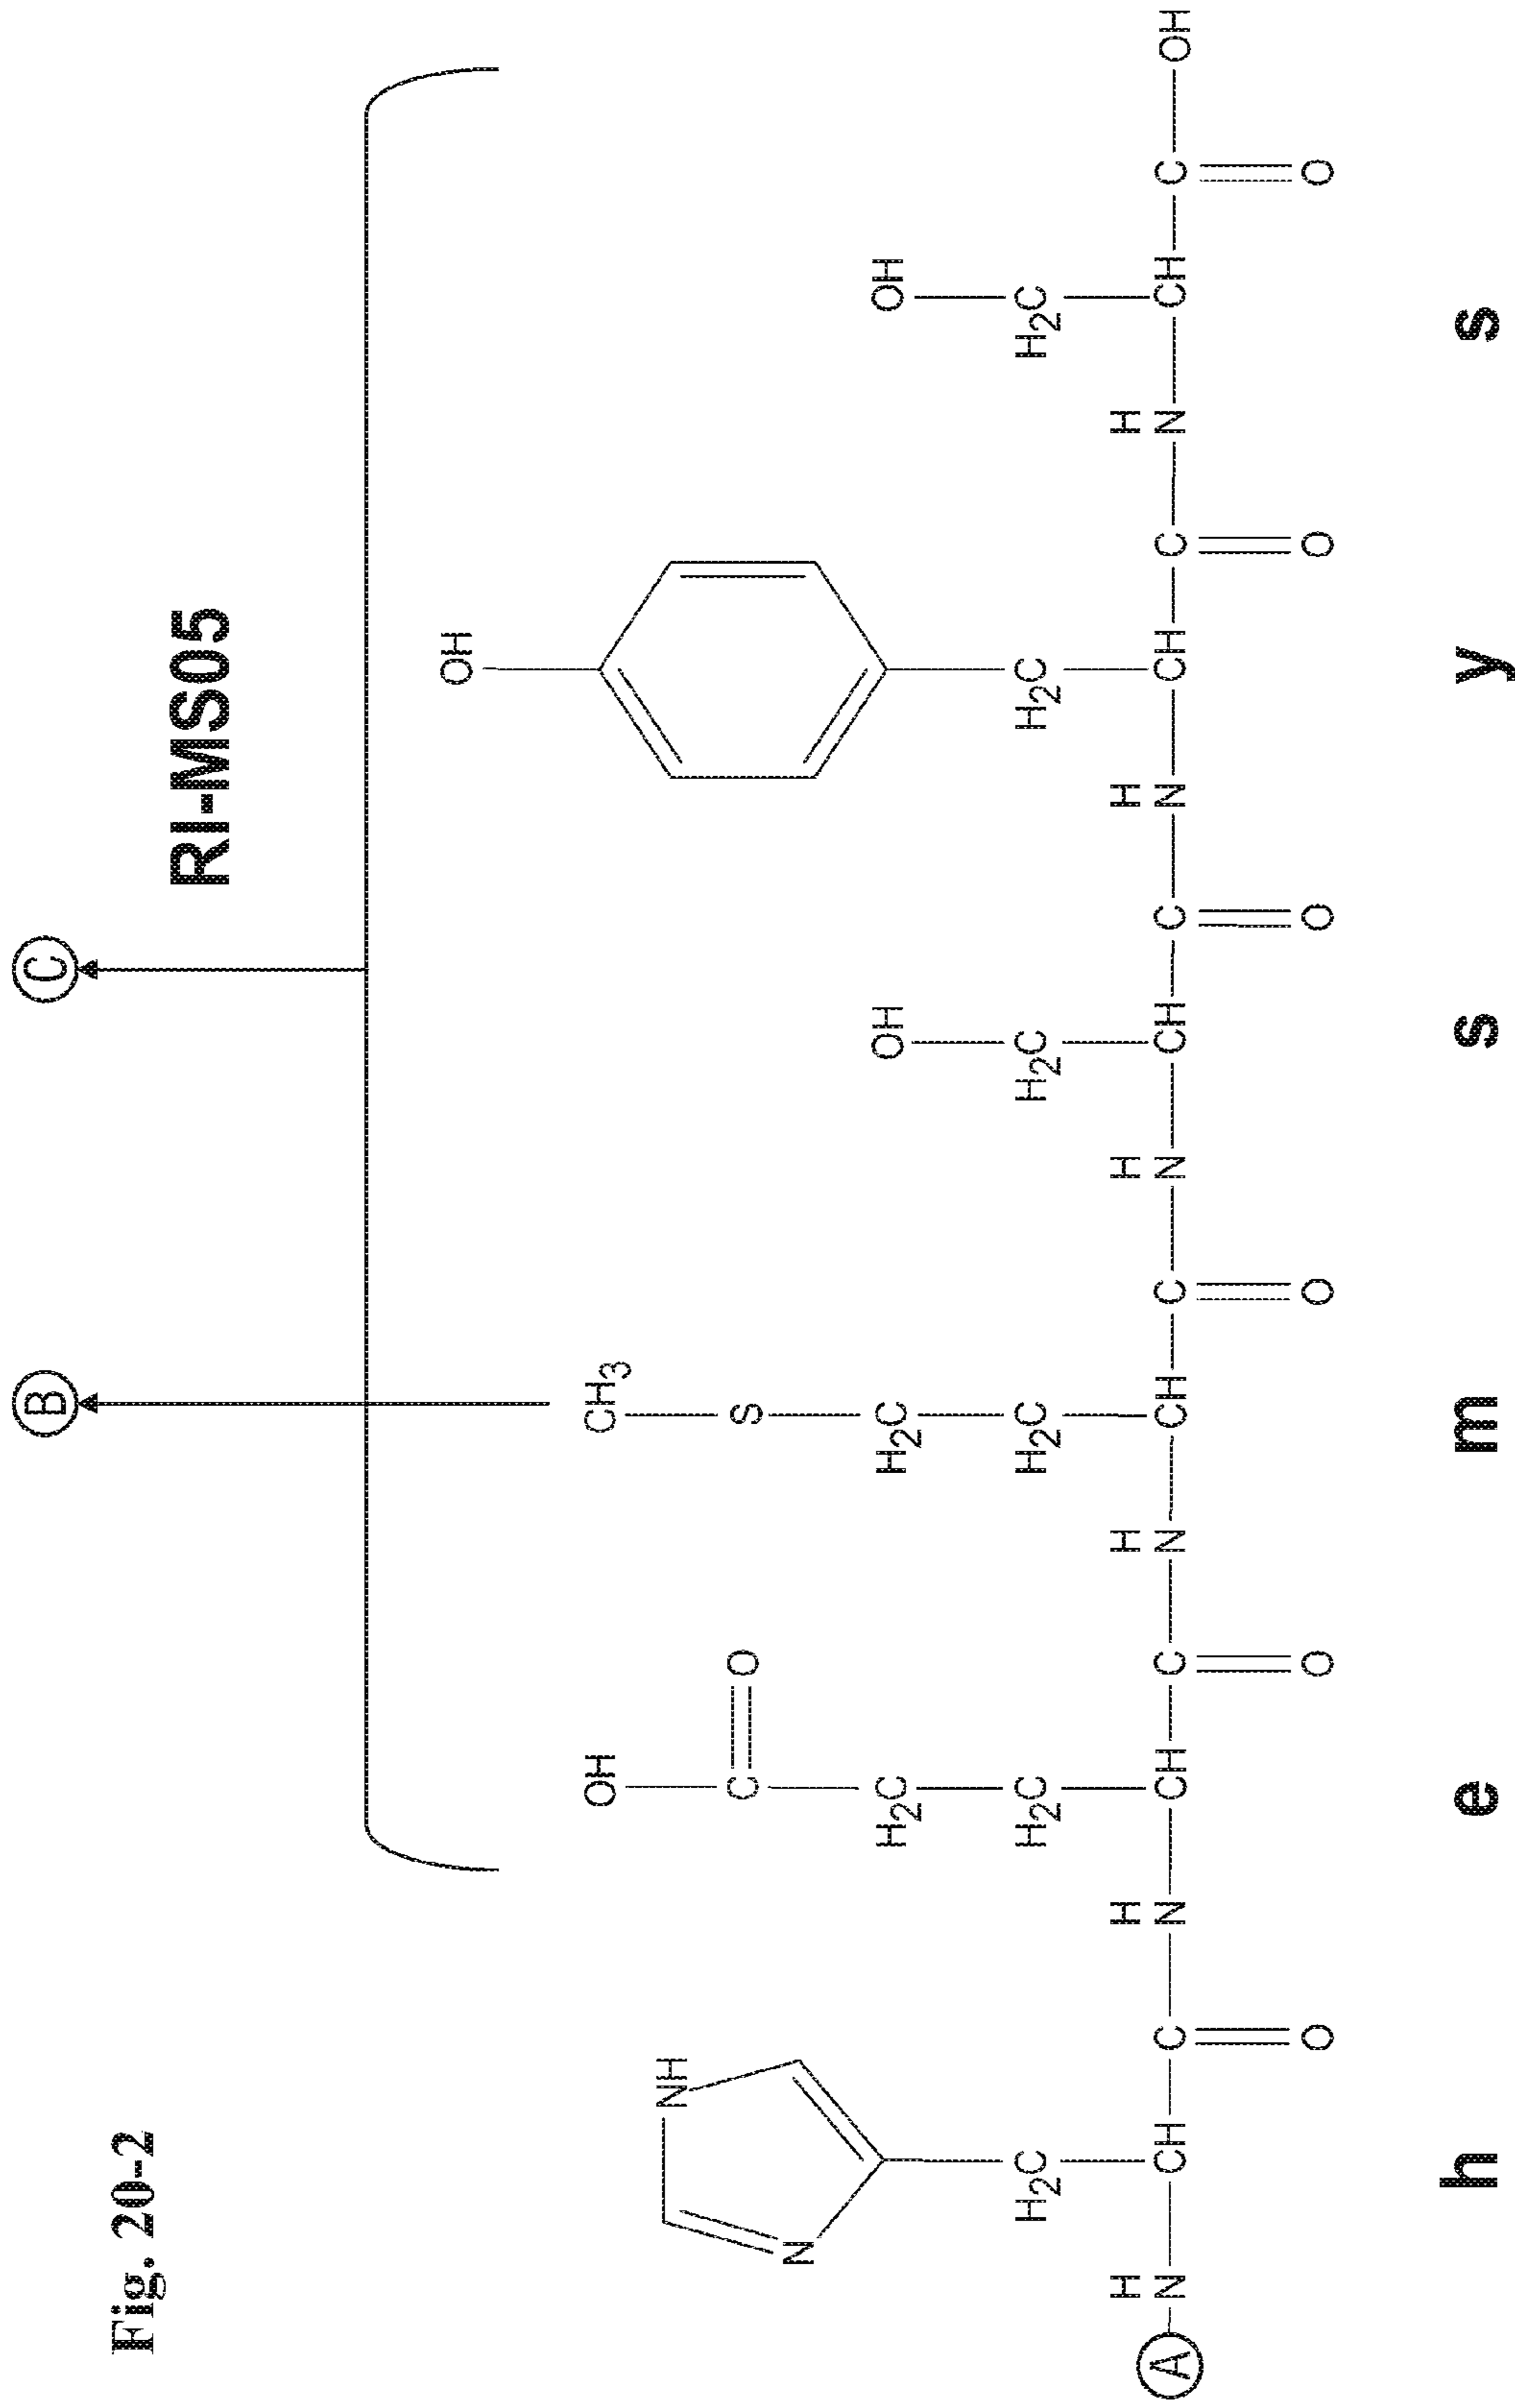 B C
Fig. 20-2
RI-MS05
OH
OH CH3
NH
C O S
N
H2C H2C OH OH
H2C H2C H2C H2C H2C H2C
H H H H H H
A N CH C N CH C N CH C N CH C N CH C N CH C OH
O O O O O O
h e m s y s